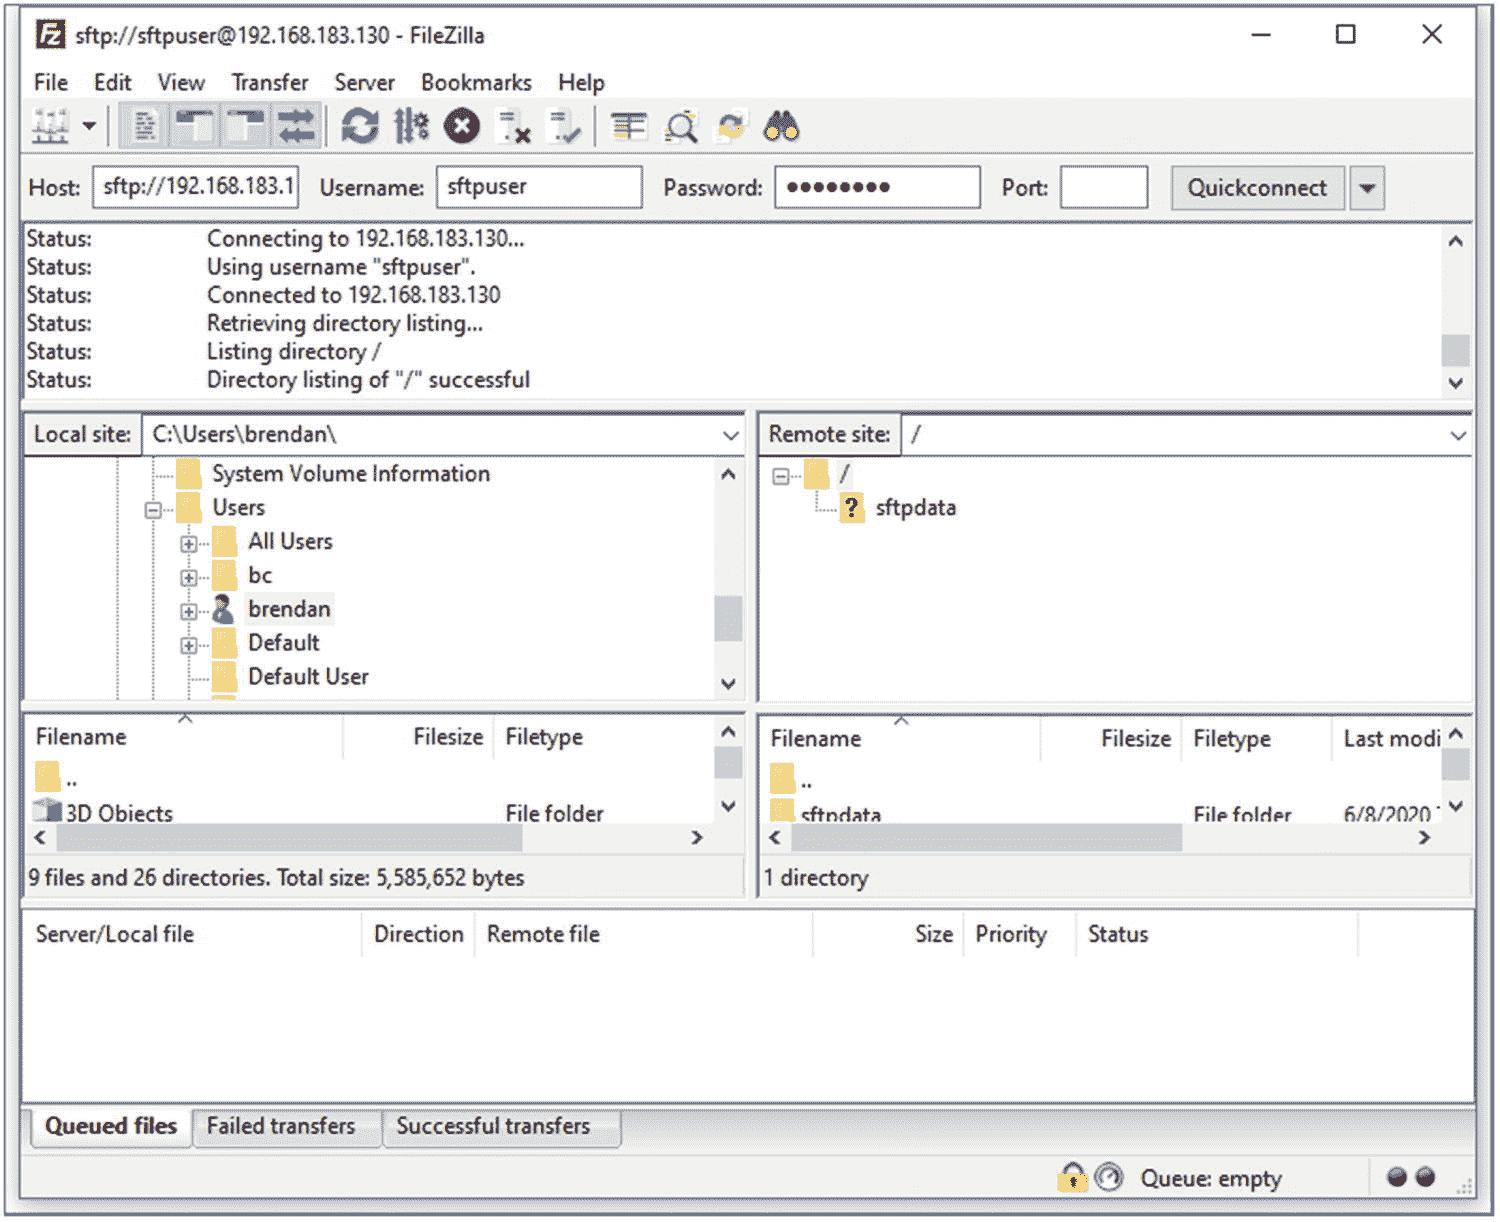 sftp://sftpuser@192.168.183.130 - FileZilla
File Edit View Transfer Server Bookmarks Help
Host: sftp://192.168.183.1 Username: sftpuser Password: ●●●●●●●● Port: Quickconnect
Status: Connecting to 192.168.183.130...
Status: Using username "sftpuser".
Status: Connected to 192.168.183.130
Status: Retrieving directory listing...
Status: Listing directory /
Status: Directory listing of "/" successful
Local site: C:\Users\brendan\
System Volume Information
Users
All Users
bc
brendan
Default
Default User
Remote site: /
/
? sftpdata
Filename Filesize Filetype
..
3D Objects File folder
9 files and 26 directories. Total size: 5,585,652 bytes
Filename Filesize Filetype Last modi
..
sftpdata File folder 6/8/2020
1 directory
Server/Local file Direction Remote file Size Priority Status
Queued files Failed transfers Successful transfers
Queue: empty